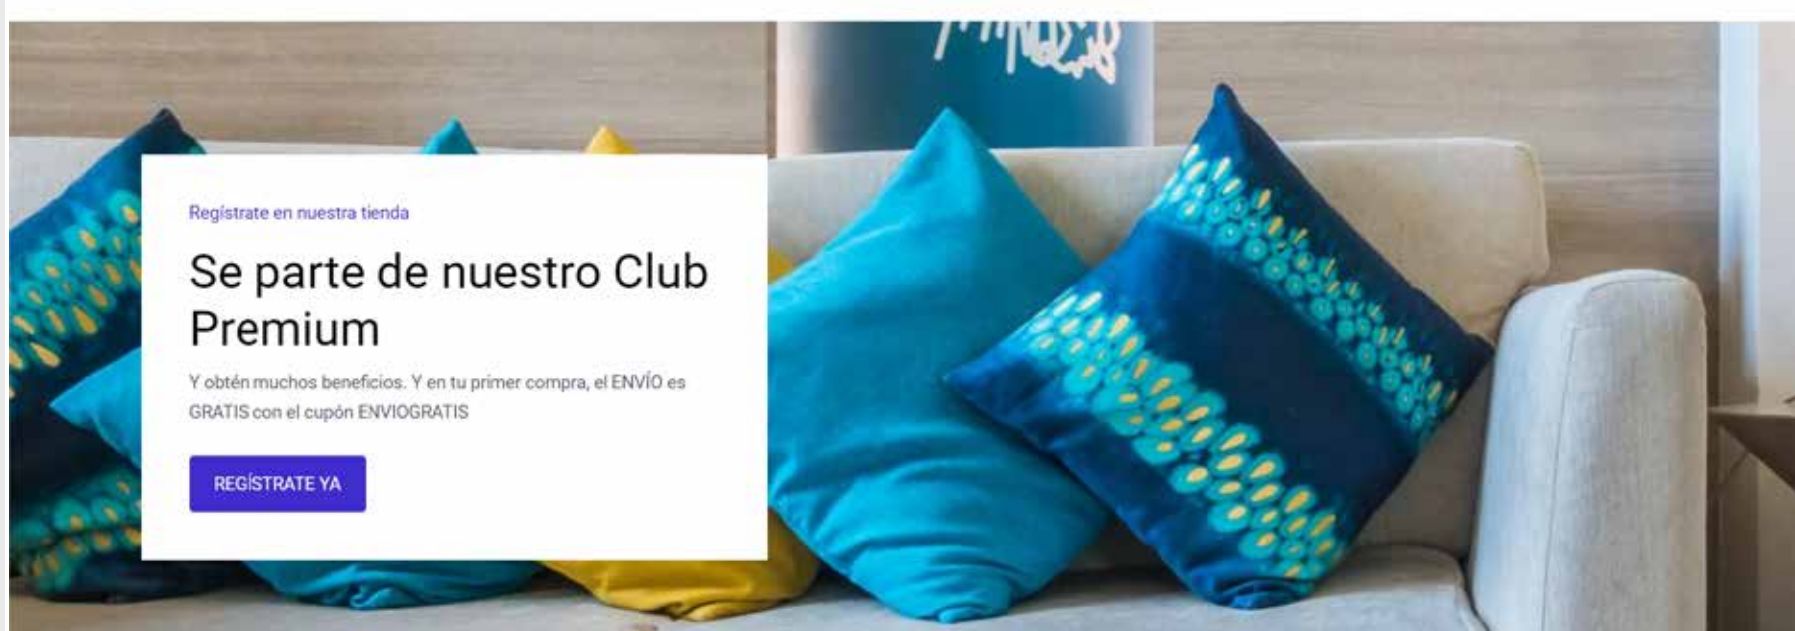 Regístrate en nuestra tienda
Se parte de nuestro Club
Premium
Y obtén muchos beneficios. Y en tu primer compra, el ENVÍO es
GRATIS con el cupón ENVIOGRATIS
REGÍSTRATE YA